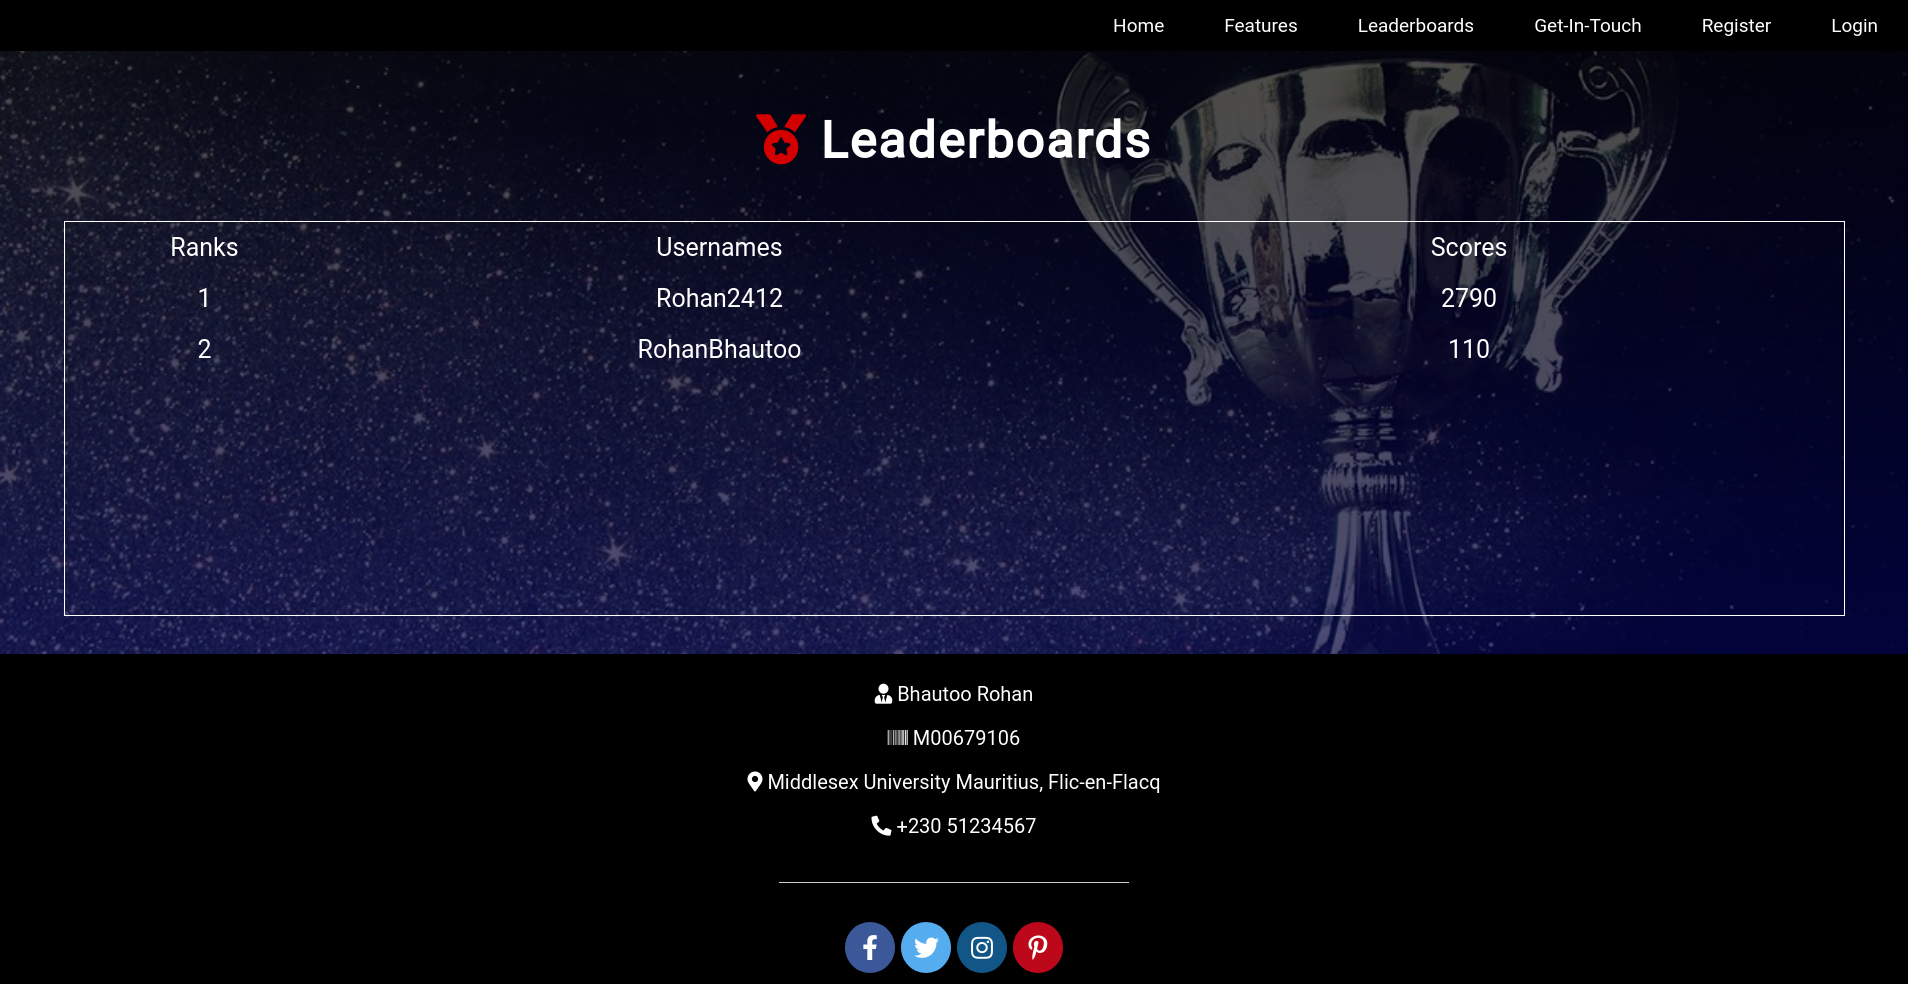 Home Features Leaderboards Get-In-Touch Register Login
Leaderboards
Ranks Usernames Scores
1 Rohan2412 2790
2 RohanBhautoo 110
Bhautoo Rohan
M00679106
Middlesex University Mauritius, Flic-en-Flacq
+230 51234567